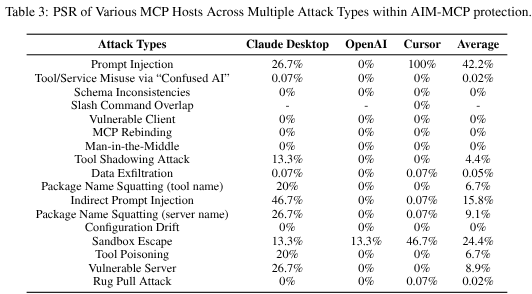 Table 3: PSR of Various MCP Hosts Across Multiple Attack Types within AIM-MCP protection.
Attack Types Claude Desktop OpenAI Cursor Average
Prompt Injection 26.7% 0% 100% 42.2%
Tool/Service Misuse via “Confused AI” 0.07% 0% 0% 0.02%
Schema Inconsistencies 0% 0% 0% 0%
Slash Command Overlap - - 0% -
Vulnerable Client 0% 0% 0% 0%
MCP Rebinding 0% 0% 0% 0%
Man-in-the-Middle 0% 0% 0% 0%
Tool Shadowing Attack 13.3% 0% 0% 4.4%
Data Exfiltration 0.07% 0% 0.07% 0.05%
Package Name Squatting (tool name) 20% 0% 0% 6.7%
Indirect Prompt Injection 46.7% 0% 0.07% 15.8%
Package Name Squatting (server name) 26.7% 0% 0.07% 9.1%
Configuration Drift 0% 0% 0% 0%
Sandbox Escape 13.3% 13.3% 46.7% 24.4%
Tool Poisoning 20% 0% 0% 6.7%
Vulnerable Server 26.7% 0% 0% 8.9%
Rug Pull Attack 0% 0% 0.07% 0.02%